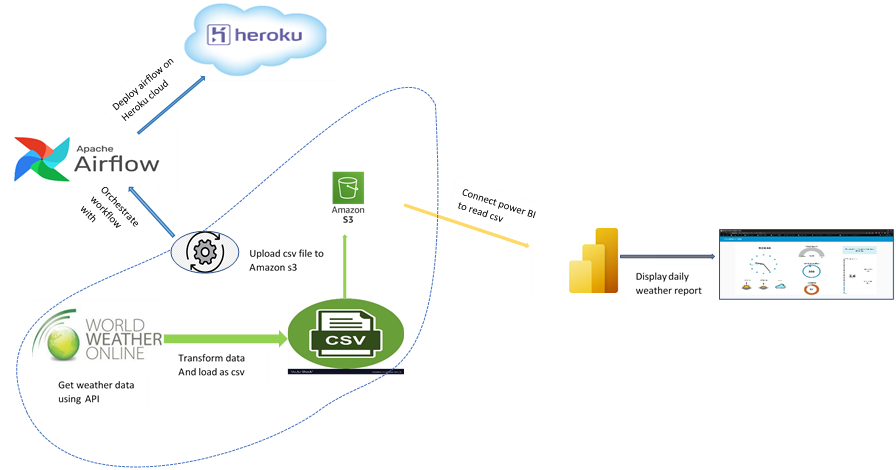 heroku
Deploy airflow on
Heroku cloud
Apache
Airflow
Orchestrate
workflow
with
Amazon
S3
Connect power BI
to read csv
Upload csv file to
Amazon s3
Display daily
weather report
WORLD
WEATHER
ONLINE
Transform data
And load as csv
CSV
Get weather data
using API